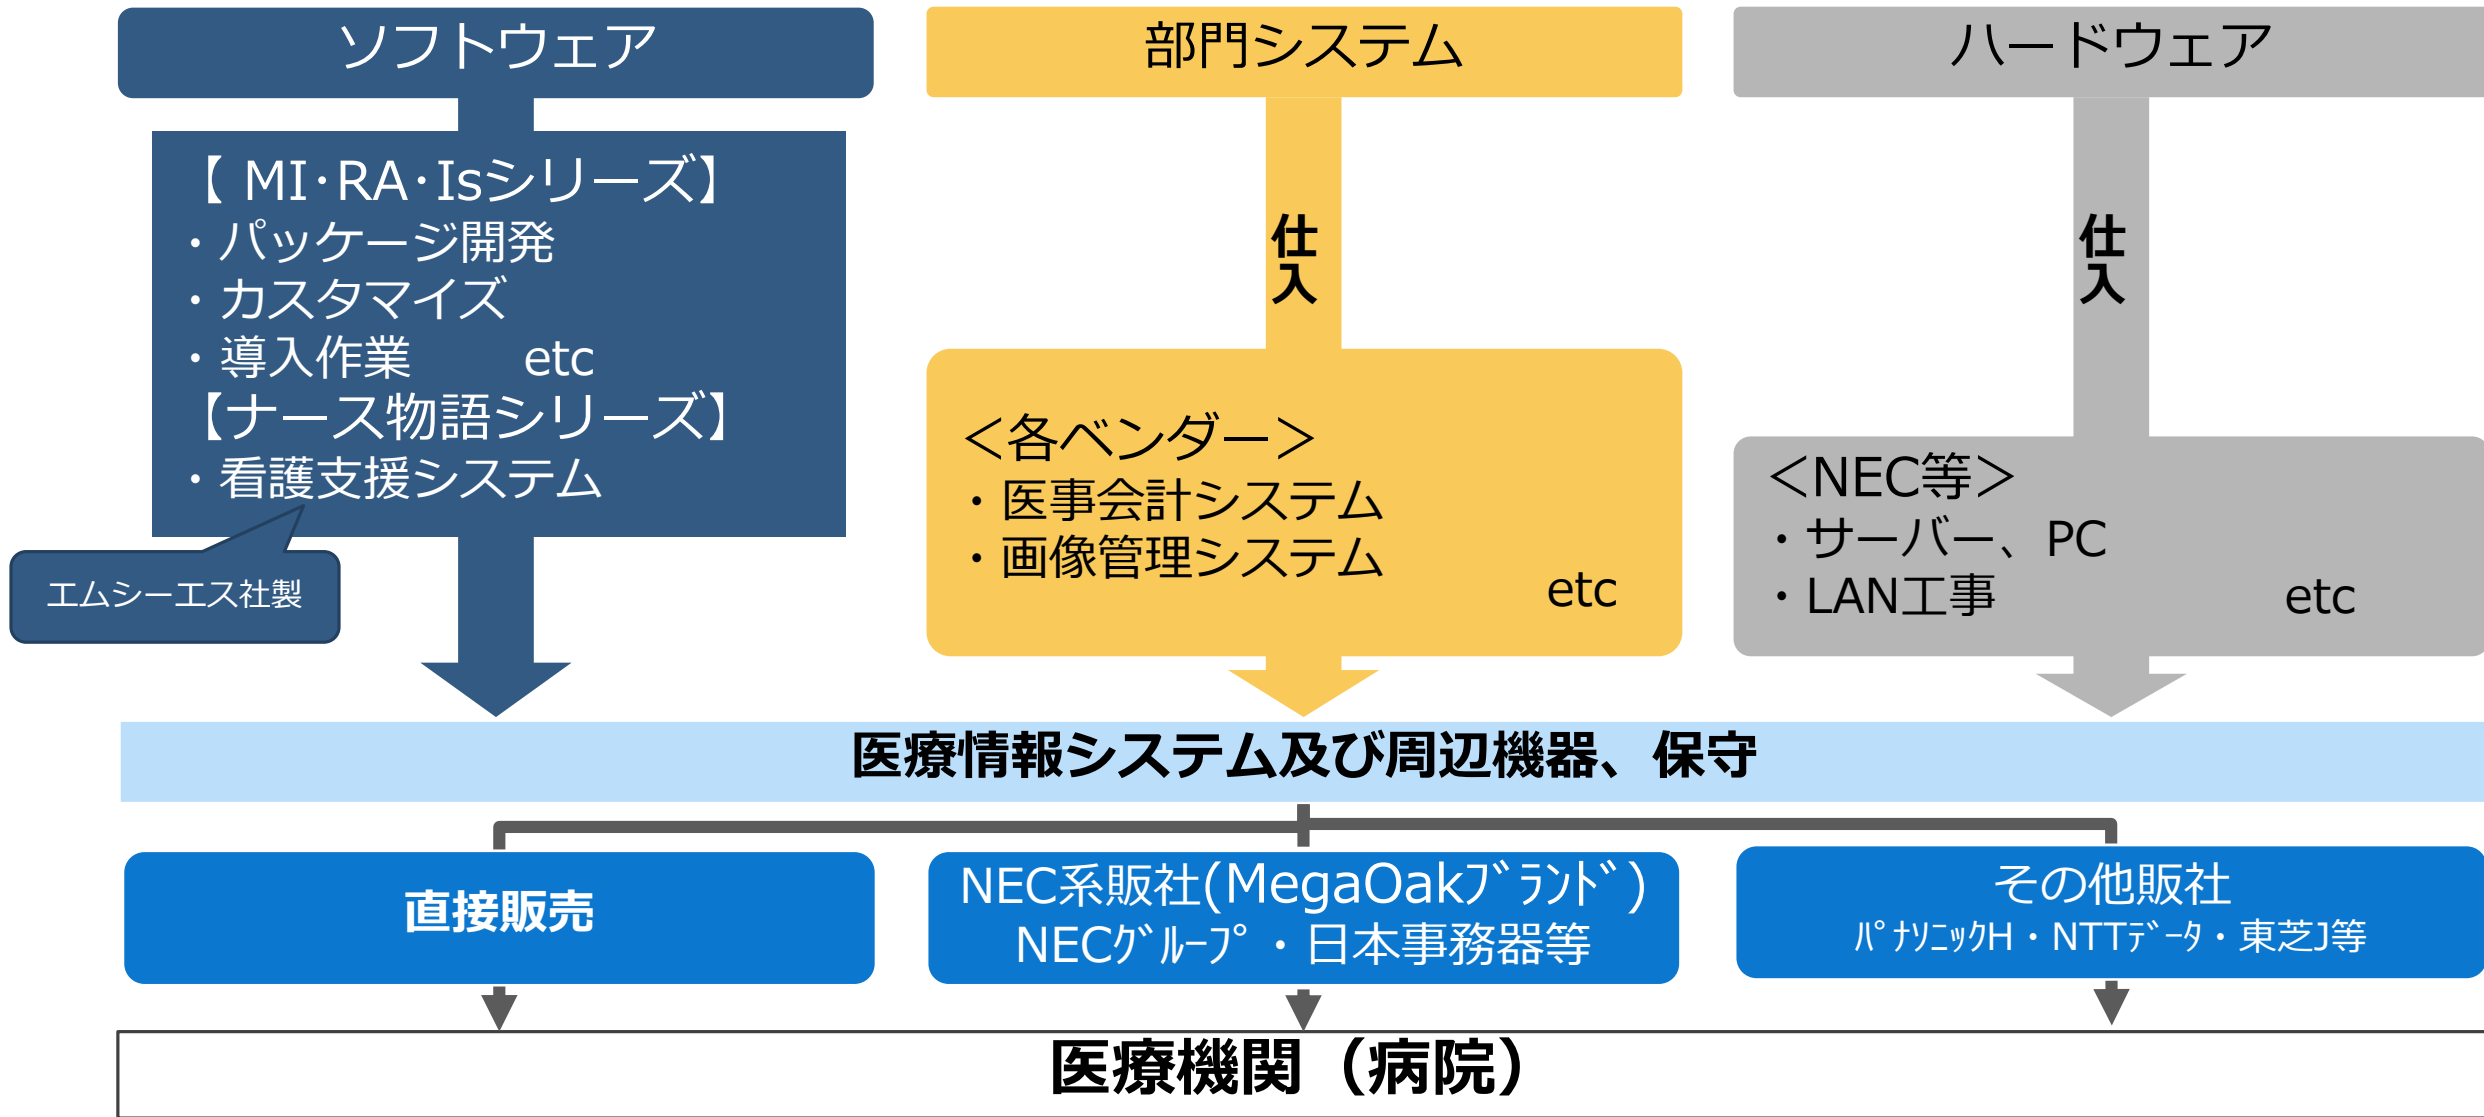 ソフトウェア
【 MI･RA･Isシリーズ】
・パッケージ開発
・カスタマイズ
・導入作業　　etc
【ナース物語シリーズ】
・看護支援システム
エムシーエス社製
部門システム
仕入
＜各ベンダー＞
・医事会計システム
・画像管理システム
etc
ハードウェア
仕入
＜NEC等＞
・サーバー、PC
・LAN工事　　etc
医療情報システム及び周辺機器、保守
直接販売
NEC系販社(MegaOakﾌﾞﾗﾝﾄﾞ)
NECｸﾞﾙｰﾌﾟ・日本事務器等
その他販社
ﾊﾟﾅｿﾆｯｸH・NTTﾃﾞｰﾀ・東芝J等
医療機関（病院）